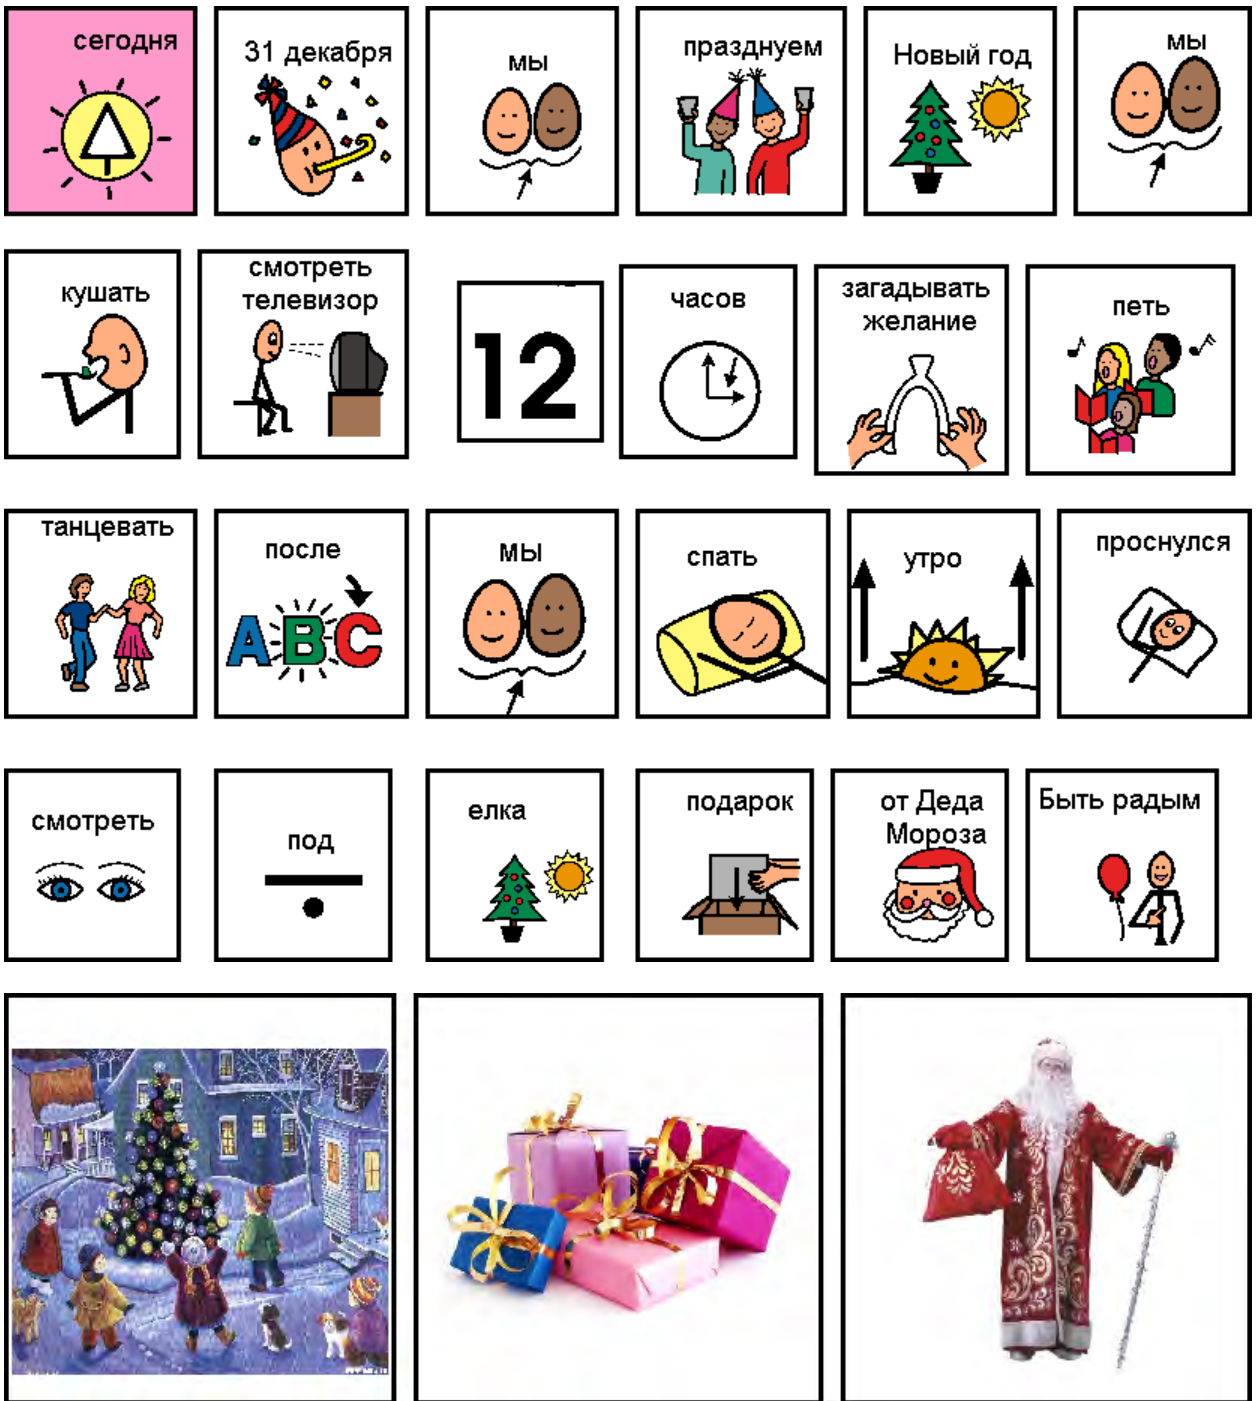 сегодня
31 декабря
мы
празднуем
Новый год
мы
кушать
смотреть
телевизор
12
часов
загадывать
желание
петь
танцевать
после
ABC
мы
спать
утро
проснулся
смотреть
под
елка
подарок
от Деда
Мороза
Быть радым